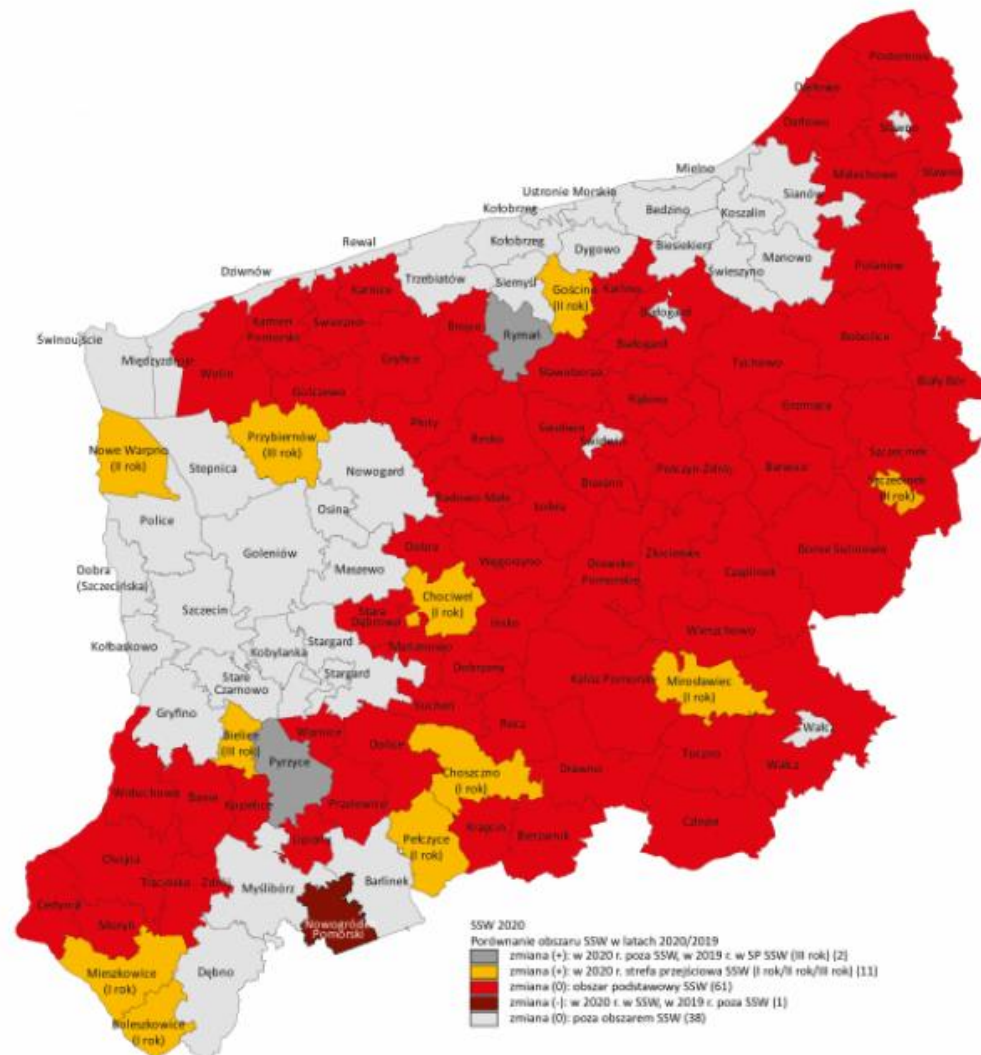 Postomino
Darłowo
Darłowo
Sławno
Malechowo
Sławno
Mielno
Sianów
Ustronie Morskie
Będzino
Koszalin
Kołobrzeg
Kołobrzeg
Dygowo
Biesiekierz
Manowo
Rewal
Świeszyno
Polanów
Dziwnów
Trzebiatów
Siemyśl
Gościno
(II rok)
Karlino
Karnice
Białogard
Świnoujście
Kamień
Pomorski
Świerzno
Brojce
Rymań
Białogard
Bobolice
Międzyzdroje
Wolin
Gryfice
Sławoborze
Tychowo
Biały Bór
Golczewo
Rąbino
Grzmiąca
Nowe Warpno
(II rok)
Przybiernów
(III rok)
Płoty
Resko
Świdwin
Świdwin
Szczecinek
Stepnica
Nowogard
Połczyn-Zdrój
Barwice
Szczecinek
(II rok)
Radowo Małe
Brzeżno
Łobez
Osina
Police
Goleniów
Dobra
Węgorzyno
Drawsko
Pomorskie
Złocieniec
Borne Sulinowo
Czaplinek
Maszewo
Dobra
(Szczecińska)
Chociwel
(I rok)
Szczecin
Stara
Dąbrowa
Ińsko
Wierzchowo
Kołbaskowo
Stargard
Marianowo
Kobylanka
Stargard
Dobrzany
Kalisz Pomorski
Mirosławiec
(I rok)
Stare
Czarnowo
Gryfino
Suchań
Recz
Wałcz
Bielice
(III rok)
Warnice
Dolice
Tuczno
Wałcz
Pyrzyce
Choszczno
(I rok)
Drawno
Widuchowa
Banie
Kozielice
Przelewice
Człopa
Lipiany
Pełczyce
(I rok)
Krzęcin
Bierzwnik
Chojna
Trzcińsko - Zdrój
Myślibórz
Barlinek
Cedynia
Moryń
Nowogródek
Pomorski
Mieszkowice
(I rok)
Dębno
Boleszkowice
(I rok)
SSW 2020
Porównanie obszaru SSW w latach 2020/2019
zmiana (+): w 2020 r. poza SSW, w 2019 r. w SP SSW (III rok) (2)
zmiana (+): w 2020 r. strefa przejściowa SSW (I rok/II rok/III rok) (11)
zmiana (0): obszar podstawowy SSW (61)
zmiana (-): w 2020 r. w SSW, w 2019 r. poza SSW (1)
zmiana (0): poza obszarem SSW (38)